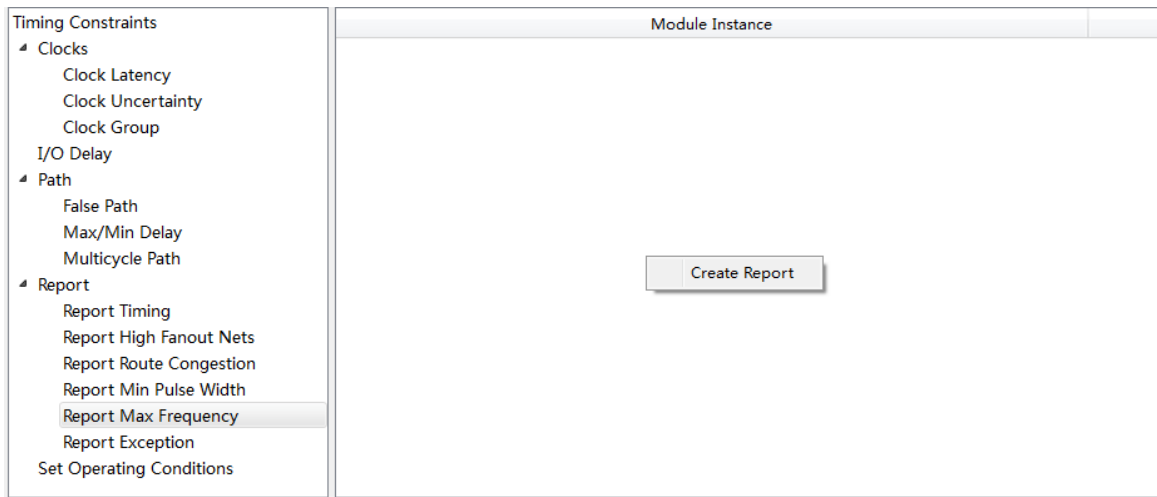 Timing Constraints
Clocks
Clock Latency
Clock Uncertainty
Clock Group
I/O Delay
Path
False Path
Max/Min Delay
Multicycle Path
Report
Report Timing
Report High Fanout Nets
Report Route Congestion
Report Min Pulse Width
Report Max Frequency
Report Exception
Set Operating Conditions
Module Instance
Create Report